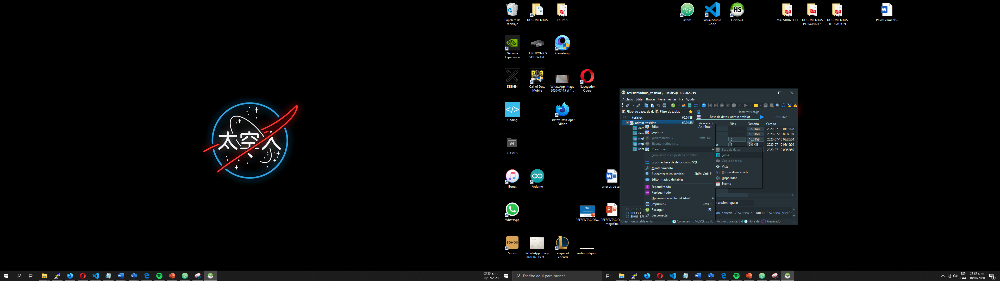 太空人
Papelera de
reciclaje
DOCUMENTOS
La Tesis
Atom
Visual Studio
Code
HeidiSQL
MAESTRIA SHIT
DOCUMENTOS
PERSONALES
DOCUMENTOS
TITULACION
PalosExamenP...
GeForce
Experience
ELECTRONICS
SOFTWARE
Gameloop
DESIGN
Call of Duty
Mobile
WhatsApp Image
2020-07-15 at 1...
Navegador
Opera
Coding
Firefox Developer
Edition
GAMES
iTunes
Arduino
anexos de te
WhatsApp
PRESENTACION...
PRESENTACIO
megafinal
SONOS
Sonos
WhatsApp Image
2020-07-15 at 1...
League of
Legends
sorting-algori...
tesisiot\admin_tesisiot\ - HeidiSQL 11.0.0.5919
Archivo Editar Buscar Herramientas Ir a Ayuda
Filtro de bases de da Filtro de tablas
Host: tesisiot.ga
Base de datos: admin_tesisiot
Consulta*
tesisiot 69.0 KiB
admin_tesisiot 69.0 KiB
data
devi
mqt
mqt
user
Filas Tamaño Creado
0 16.0 KiB 2020-07-18 01:19:28
0 16.0 KiB 2020-07-10 03:06:09
6 16.0 KiB 2020-07-10 03:20:04
er 1 5.0 KiB 2020-07-10 03:19:09
2020-07-10 02:58:50
Editar Alt+Enter
Suprimir ...
Vaciar tabla(s)... Shift+Del
Ejecutar rutina(s) ...
Crear nuevo
Limpiar filtro en pestaña de datos
Exportar base de datos como SQL
Mantenimiento
Buscar texto en servidor Shift+Ctrl+F
Editor masivo de tablas
Expandir todo
Replegar todo
Opciones de estilo del árbol
Imprimir... Ctrl+P
Recargar F5
Desconectar
Base de datos
Tabla
Copia de tabla
Vista
Rutina almacenada
Disparador
Evento
xpresión regular
10 /* Entr
11 SELECT on_schema`.`SCHEMATA` WHERE `SCHEMA_NAME`=
12 SHOW TA
Crear nueva tabla en la Conectad MySQL 5.7.30 Activo durante: 8 d Hora del Preparado.
03:23 a. m.
18/07/2020
Escribe aquí para buscar
ESP
LAA
03:23 a. m.
18/07/2020